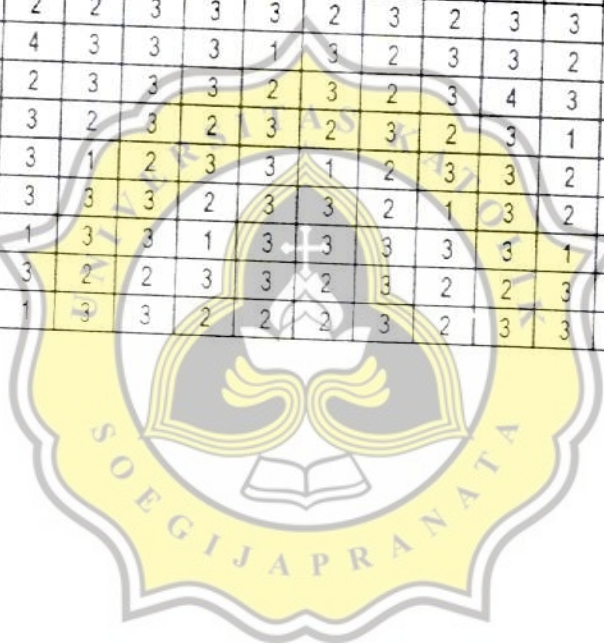 2 2 3 3 3 2 3 2 3 3
4 3 3 3 1 3 2 3 3 2
2 3 3 3 2 3 2 3 4 3
3 2 3 2 3 2 3 2 3 1
3 1 2 3 3 1 2 3 3 2
3 3 3 2 3 3 2 1 3 2
1 3 3 1 3 3 3 3 3 1
3 2 2 3 3 2 3 2 2 3
1 3 3 2 2 2 3 2 3 3
UNIVERSITAS KATOLIK
SOEGIJAPRANATA